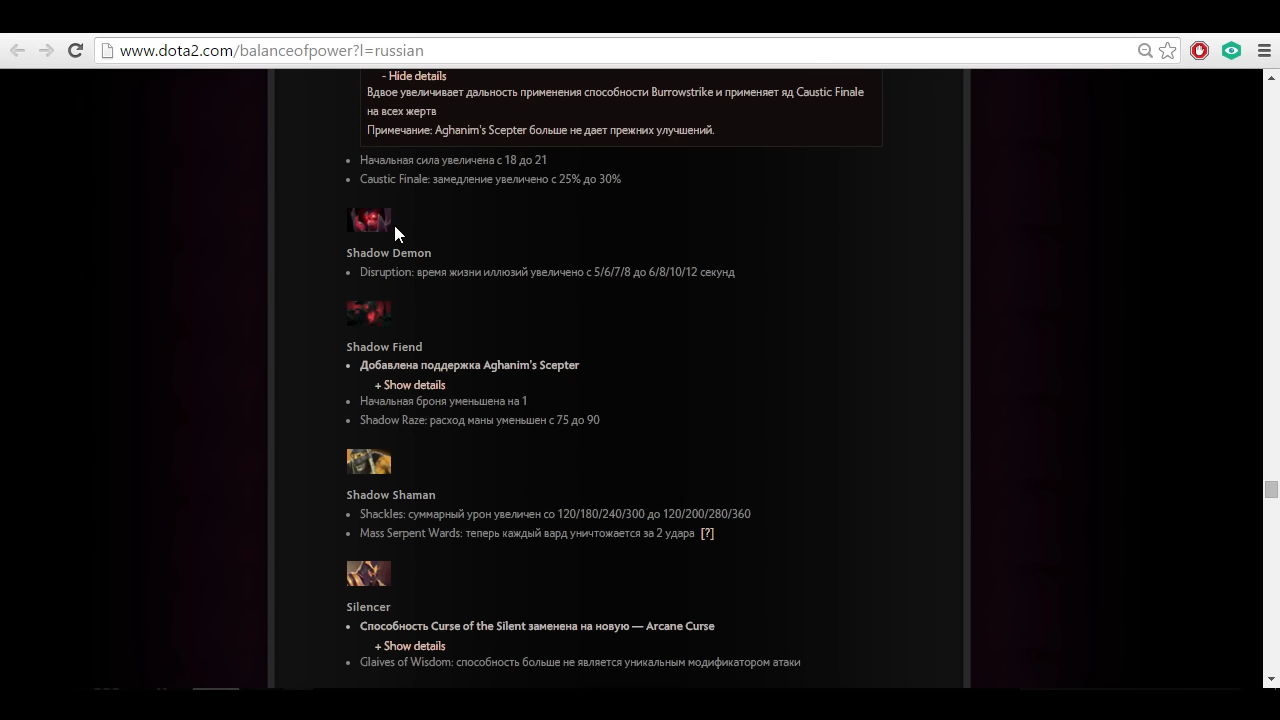 www.dota2.com/balanceofpower?l=russian
- Hide details
Вдвое увеличивает дальность применения способности Burrowstrike и применяет яд Caustic Finale
на всех жертв
Примечание: Aghanim's Scepter больше не дает прежних улучшений.
• Начальная сила увеличена с 18 до 21
• Caustic Finale: замедление увеличено с 25% до 30%
Shadow Demon
• Disruption: время жизни иллюзий увеличено с 5/6/7/8 до 6/8/10/12 секунд
Shadow Fiend
• Добавлена поддержка Aghanim's Scepter
+ Show details
• Начальная броня уменьшена на 1
• Shadow Raze: расход маны уменьшен с 75 до 90
Shadow Shaman
• Shackles: суммарный урон увеличен со 120/180/240/300 до 120/200/280/360
• Mass Serpent Wards: теперь каждый вард уничтожается за 2 удара [?]
Silencer
• Способность Curse of the Silent заменена на новую — Arcane Curse
+ Show details
• Glaives of Wisdom: способность больше не является уникальным модификатором атаки